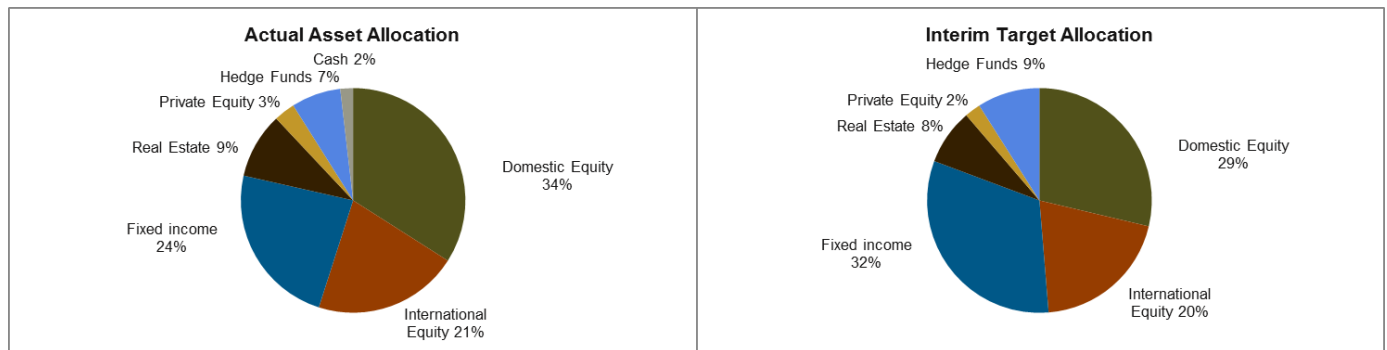 Actual Asset Allocation
Cash 2%
Hedge Funds 7%
Private Equity 3%
Real Estate 9%
Domestic Equity
34%
Fixed income
24%
International
Equity 21%
Interim Target Allocation
Hedge Funds 9%
Private Equity 2%
Real Estate 8%
Domestic Equity
29%
Fixed income
32%
International
Equity 20%